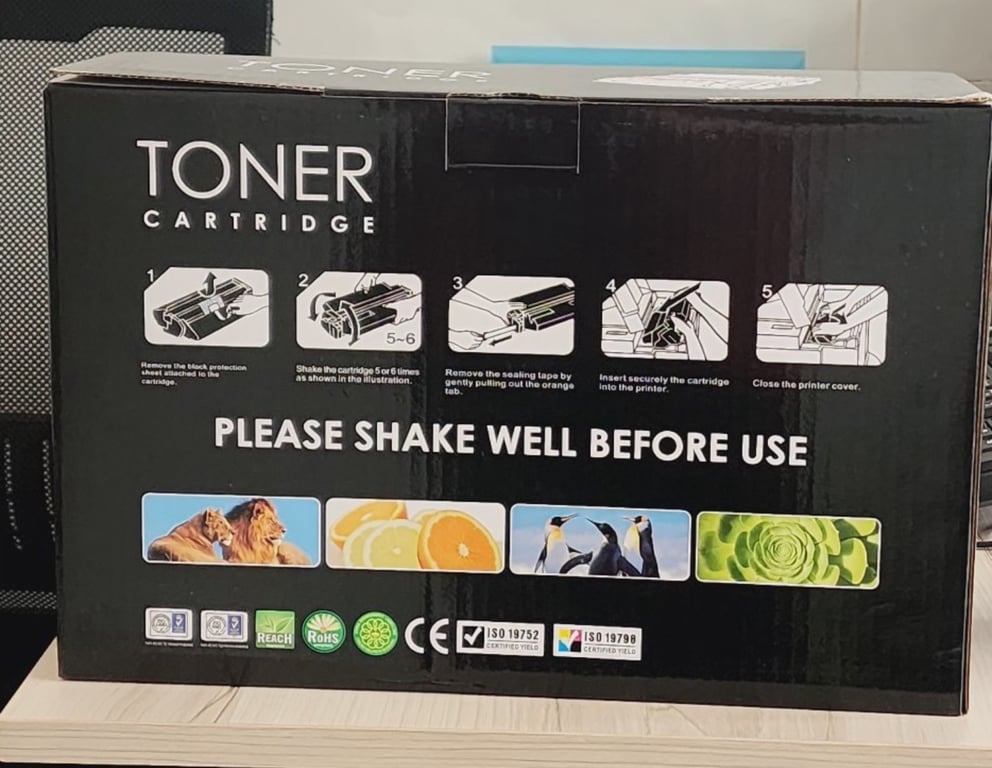 TONER
CARTRIDGE
TONER
CARTRIDGE
1
2
5~6
3
4
5
Remove the black protection
sheet attached to the
cartridge.
Shake the cartridge 5 or 6 times
as shown in the illustration.
Remove the sealing tape by
gently pulling out the orange
tab.
Insert securely the cartridge
into the printer.
Close the printer cover.
PLEASE SHAKE WELL BEFORE USE
REACH
RoHS
CE
ISO 19752
CERTIFIED YIELD
ISO 19798
CERTIFIED YIELD